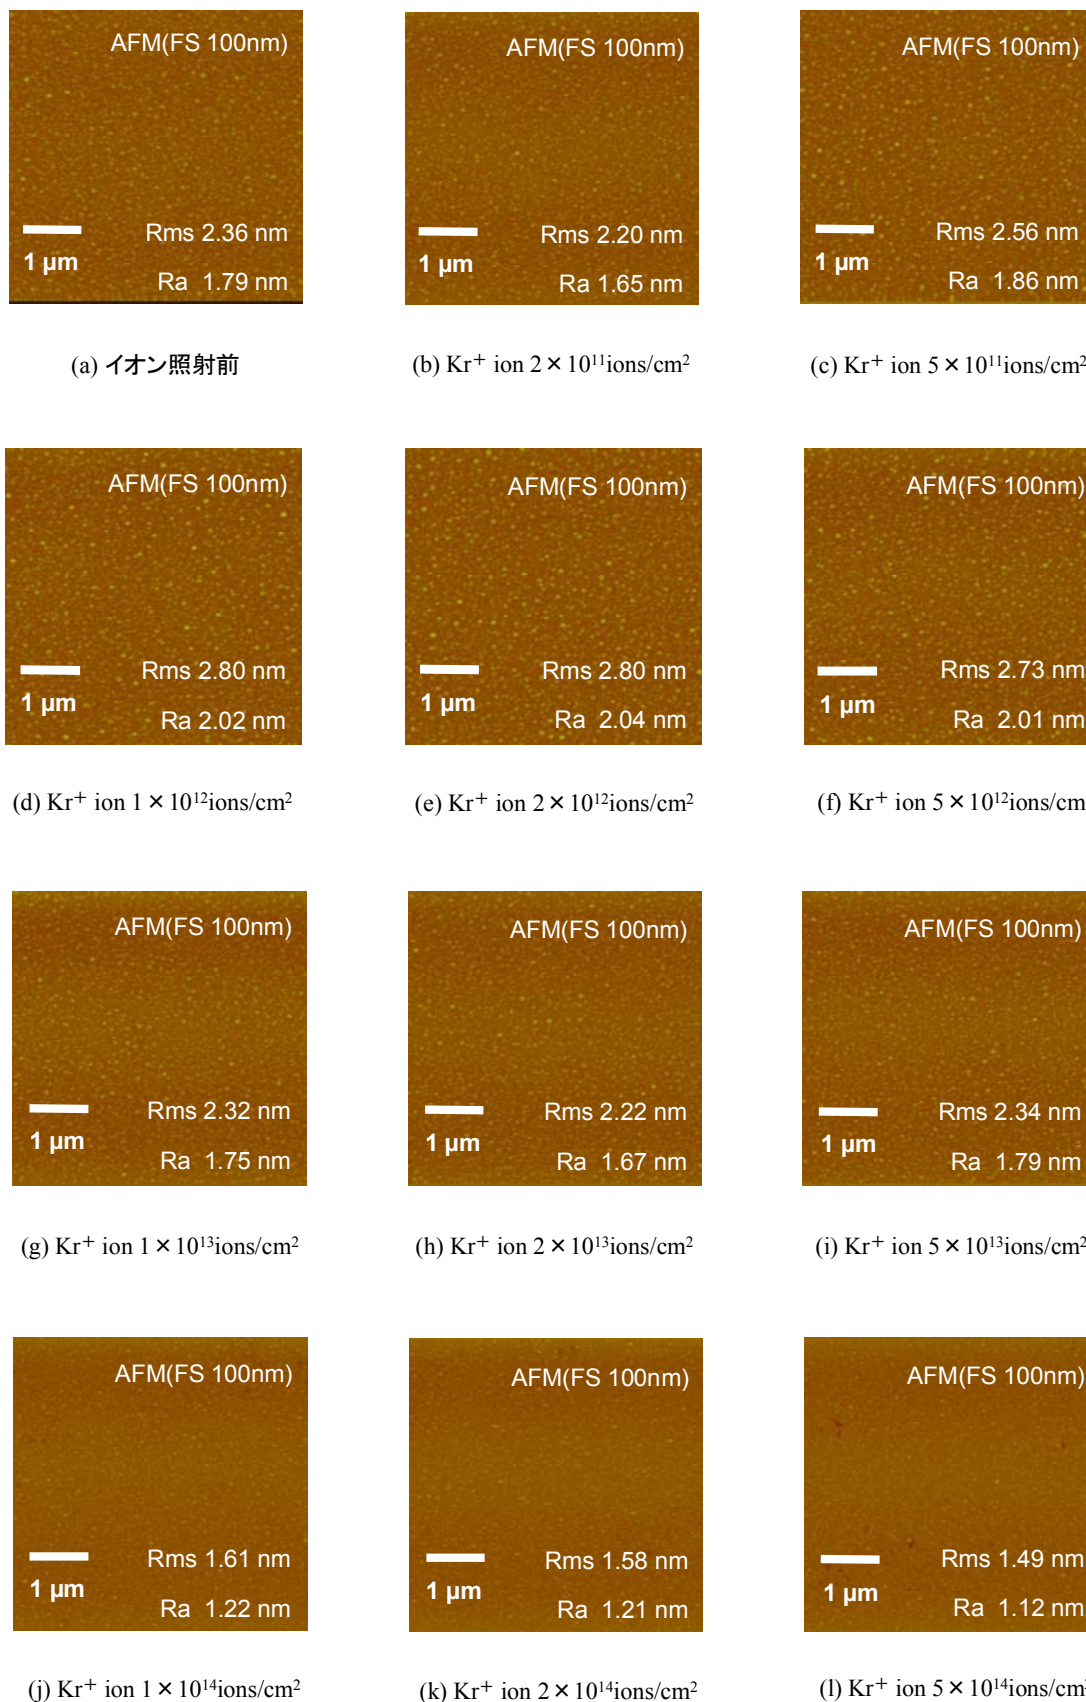 AFM(FS 100nm)
Rms 2.36 nm
1 µm
Ra 1.79 nm
(a) イオン照射前
AFM(FS 100nm)
Rms 2.20 nm
1 µm
Ra 1.65 nm
(b) Kr⁺ ion 2 × 10¹¹ions/cm²
AFM(FS 100nm)
Rms 2.56 nm
1 µm
Ra 1.86 nm
(c) Kr⁺ ion 5 × 10¹¹ions/cm²
AFM(FS 100nm)
Rms 2.80 nm
1 µm
Ra 2.02 nm
(d) Kr⁺ ion 1 × 10¹²ions/cm²
AFM(FS 100nm)
Rms 2.80 nm
1 µm
Ra 2.04 nm
(e) Kr⁺ ion 2 × 10¹²ions/cm²
AFM(FS 100nm)
Rms 2.73 nm
1 µm
Ra 2.01 nm
(f) Kr⁺ ion 5 × 10¹²ions/cm
AFM(FS 100nm)
Rms 2.32 nm
1 µm
Ra 1.75 nm
(g) Kr⁺ ion 1 × 10¹³ions/cm²
AFM(FS 100nm)
Rms 2.22 nm
1 µm
Ra 1.67 nm
(h) Kr⁺ ion 2 × 10¹³ions/cm²
AFM(FS 100nm)
Rms 2.34 nm
1 µm
Ra 1.79 nm
(i) Kr⁺ ion 5 × 10¹³ions/cm²
AFM(FS 100nm)
Rms 1.61 nm
1 µm
Ra 1.22 nm
(j) Kr⁺ ion 1 × 10¹⁴ions/cm²
AFM(FS 100nm)
Rms 1.58 nm
1 µm
Ra 1.21 nm
(k) Kr⁺ ion 2 × 10¹⁴ions/cm²
AFM(FS 100nm)
Rms 1.49 nm
1 µm
Ra 1.12 nm
(l) Kr⁺ ion 5 × 10¹⁴ions/cm²